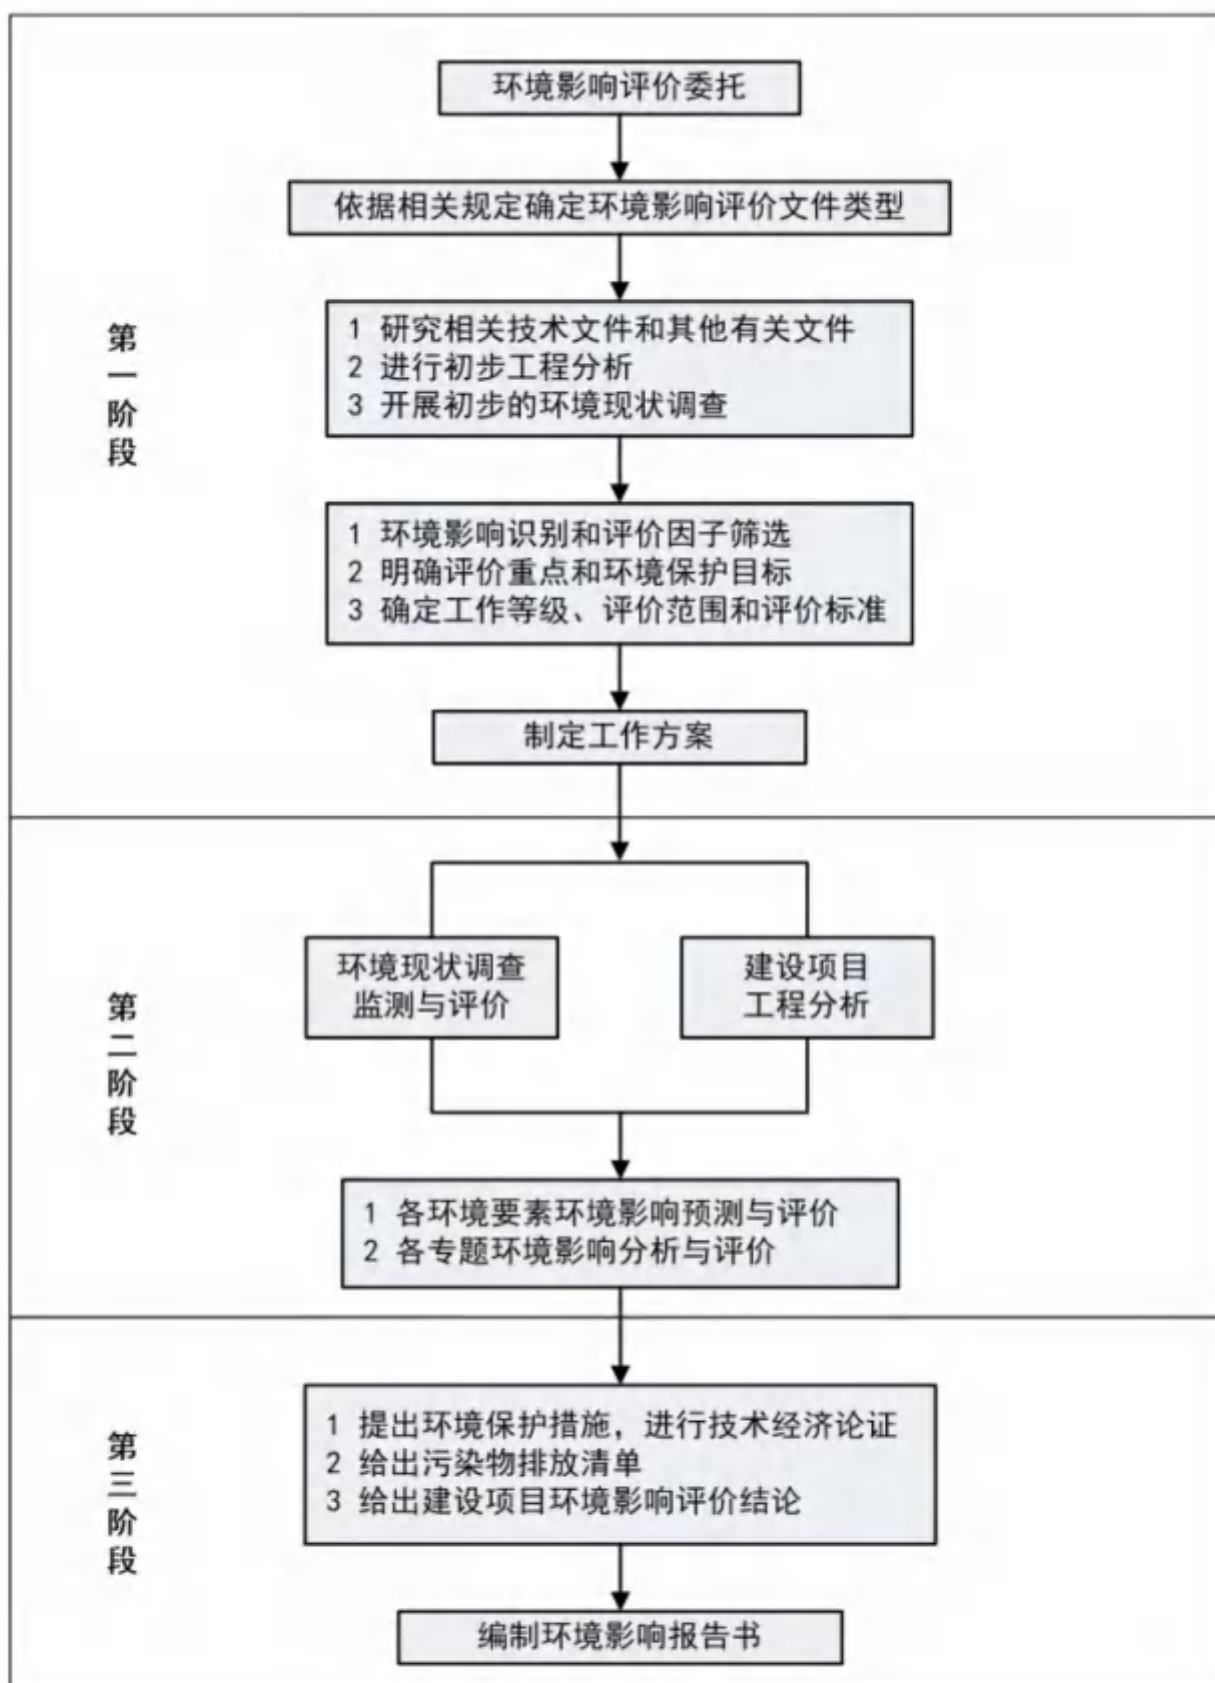 环境影响评价委托
依据相关规定确定环境影响评价文件类型
第一阶段
1 研究相关技术文件和其他有关文件
2 进行初步工程分析
3 开展初步的环境现状调查
1 环境影响识别和评价因子筛选
2 明确评价重点和环境保护目标
3 确定工作等级、评价范围和评价标准
制定工作方案
第二阶段
环境现状调查
监测与评价
建设项目
工程分析
1 各环境要素环境影响预测与评价
2 各专题环境影响分析与评价
第三阶段
1 提出环境保护措施，进行技术经济论证
2 给出污染物排放清单
3 给出建设项目环境影响评价结论
编制环境影响报告书